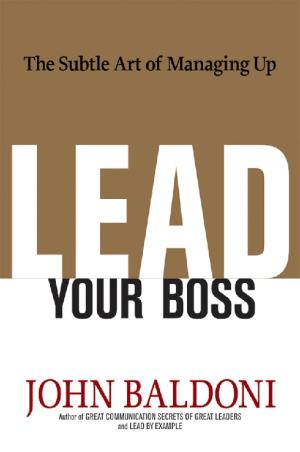 The Subtle Art of Managing Up
LEAD
YOUR BOSS
JOHN BALDONI
Author of GREAT COMMUNICATION SECRETS OF GREAT LEADERS
and LEAD BY EXAMPLE